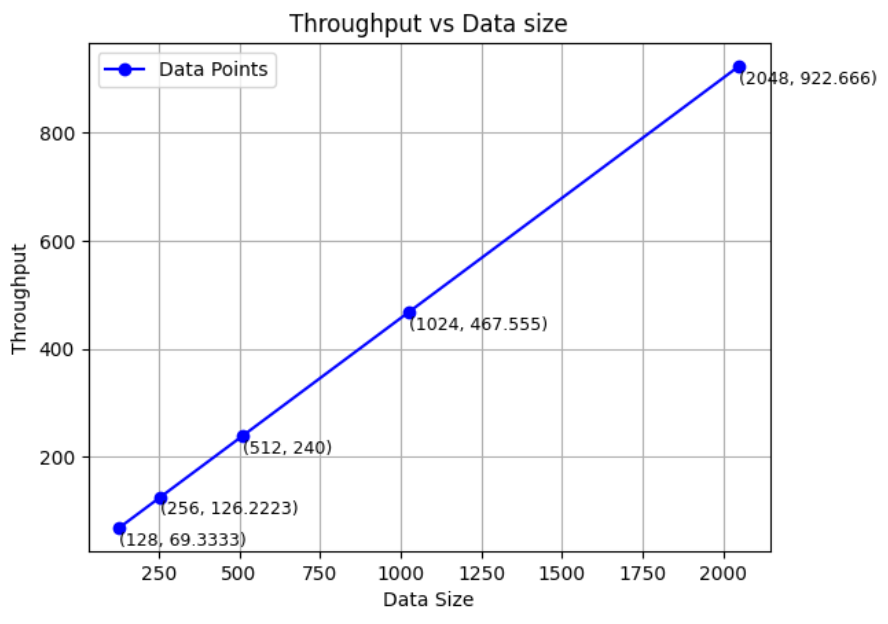 Throughput vs Data size
Data Points
(2048, 922.666)
800
600
Throughput
(1024, 467.555)
400
(512, 240)
200
(256, 126.2223)
(128, 69.3333)
250 500 750 1000 1250 1500 1750 2000
Data Size